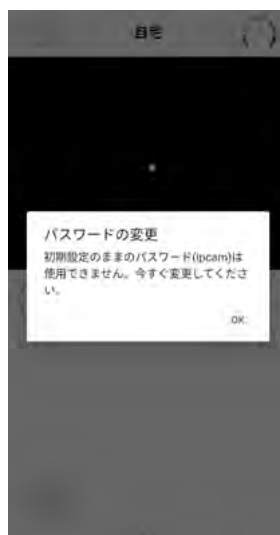 自宅
パスワードの変更
初期設定のままのパスワード(ipcam)は
使用できません。今すぐ変更してくださ
い。
OK